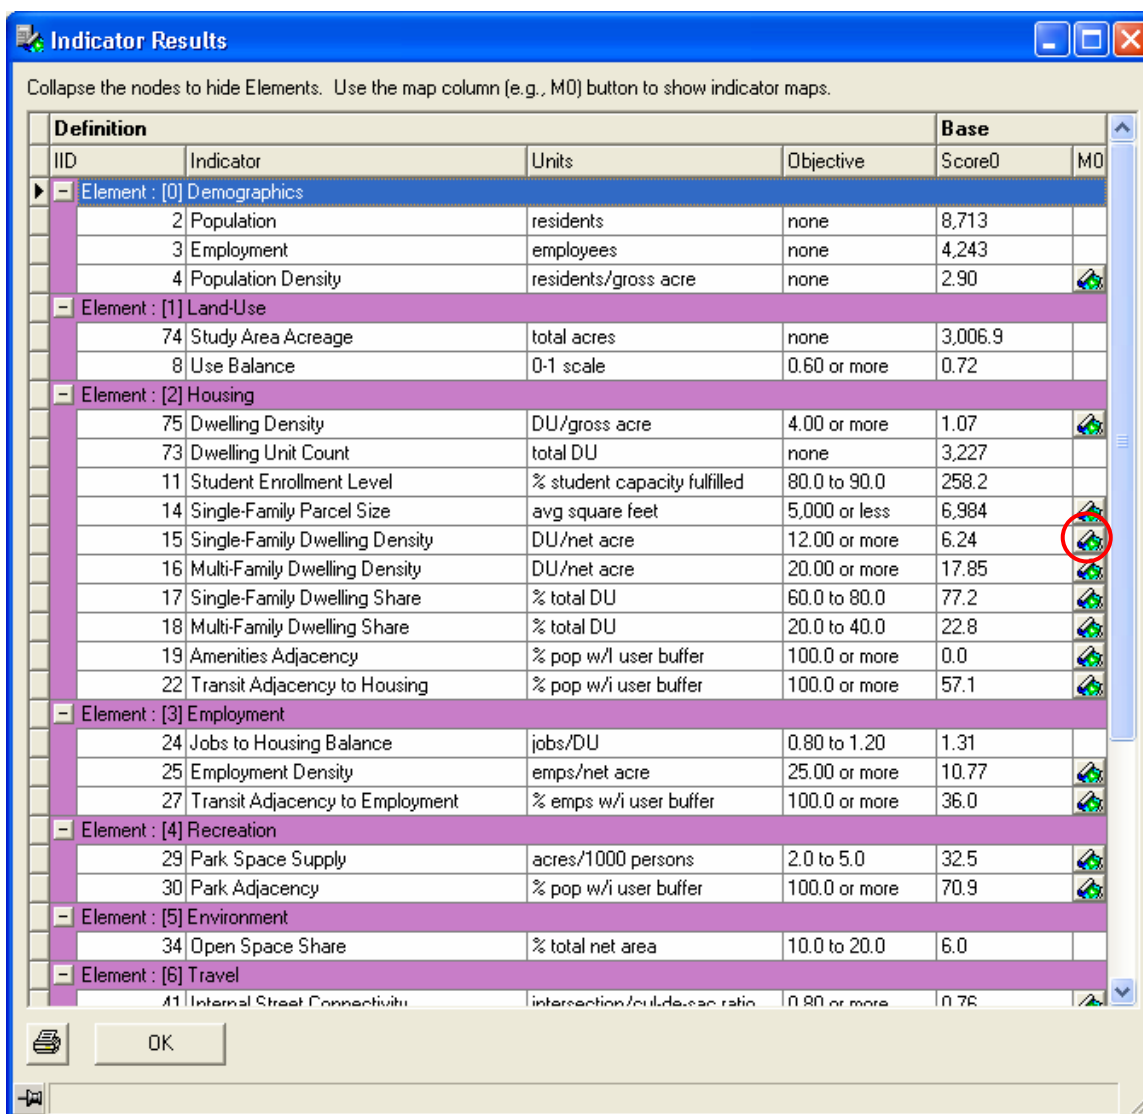 Indicator Results
Collapse the nodes to hide Elements. Use the map column (e.g., M0) button to show indicator maps.
Definition Base
IID Indicator Units Objective Score0 M0
Element : [0] Demographics
2 Population residents none 8,713
3 Employment employees none 4,243
4 Population Density residents/gross acre none 2.90
Element : [1] Land-Use
74 Study Area Acreage total acres none 3,006.9
8 Use Balance 0-1 scale 0.60 or more 0.72
Element : [2] Housing
75 Dwelling Density DU/gross acre 4.00 or more 1.07
73 Dwelling Unit Count total DU none 3,227
11 Student Enrollment Level % student capacity fulfilled 80.0 to 90.0 258.2
14 Single-Family Parcel Size avg square feet 5,000 or less 6,984
15 Single-Family Dwelling Density DU/net acre 12.00 or more 6.24
16 Multi-Family Dwelling Density DU/net acre 20.00 or more 17.85
17 Single-Family Dwelling Share % total DU 60.0 to 80.0 77.2
18 Multi-Family Dwelling Share % total DU 20.0 to 40.0 22.8
19 Amenities Adjacency % pop w/I user buffer 100.0 or more 0.0
22 Transit Adjacency to Housing % pop w/i user buffer 100.0 or more 57.1
Element : [3] Employment
24 Jobs to Housing Balance jobs/DU 0.80 to 1.20 1.31
25 Employment Density emps/net acre 25.00 or more 10.77
27 Transit Adjacency to Employment % emps w/i user buffer 100.0 or more 36.0
Element : [4] Recreation
29 Park Space Supply acres/1000 persons 2.0 to 5.0 32.5
30 Park Adjacency % pop w/i user buffer 100.0 or more 70.9
Element : [5] Environment
34 Open Space Share % total net area 10.0 to 20.0 6.0
Element : [6] Travel
41 Internal Street Connectivity intersection/cul-de-sac ratio 0.80 or more 0.76
OK